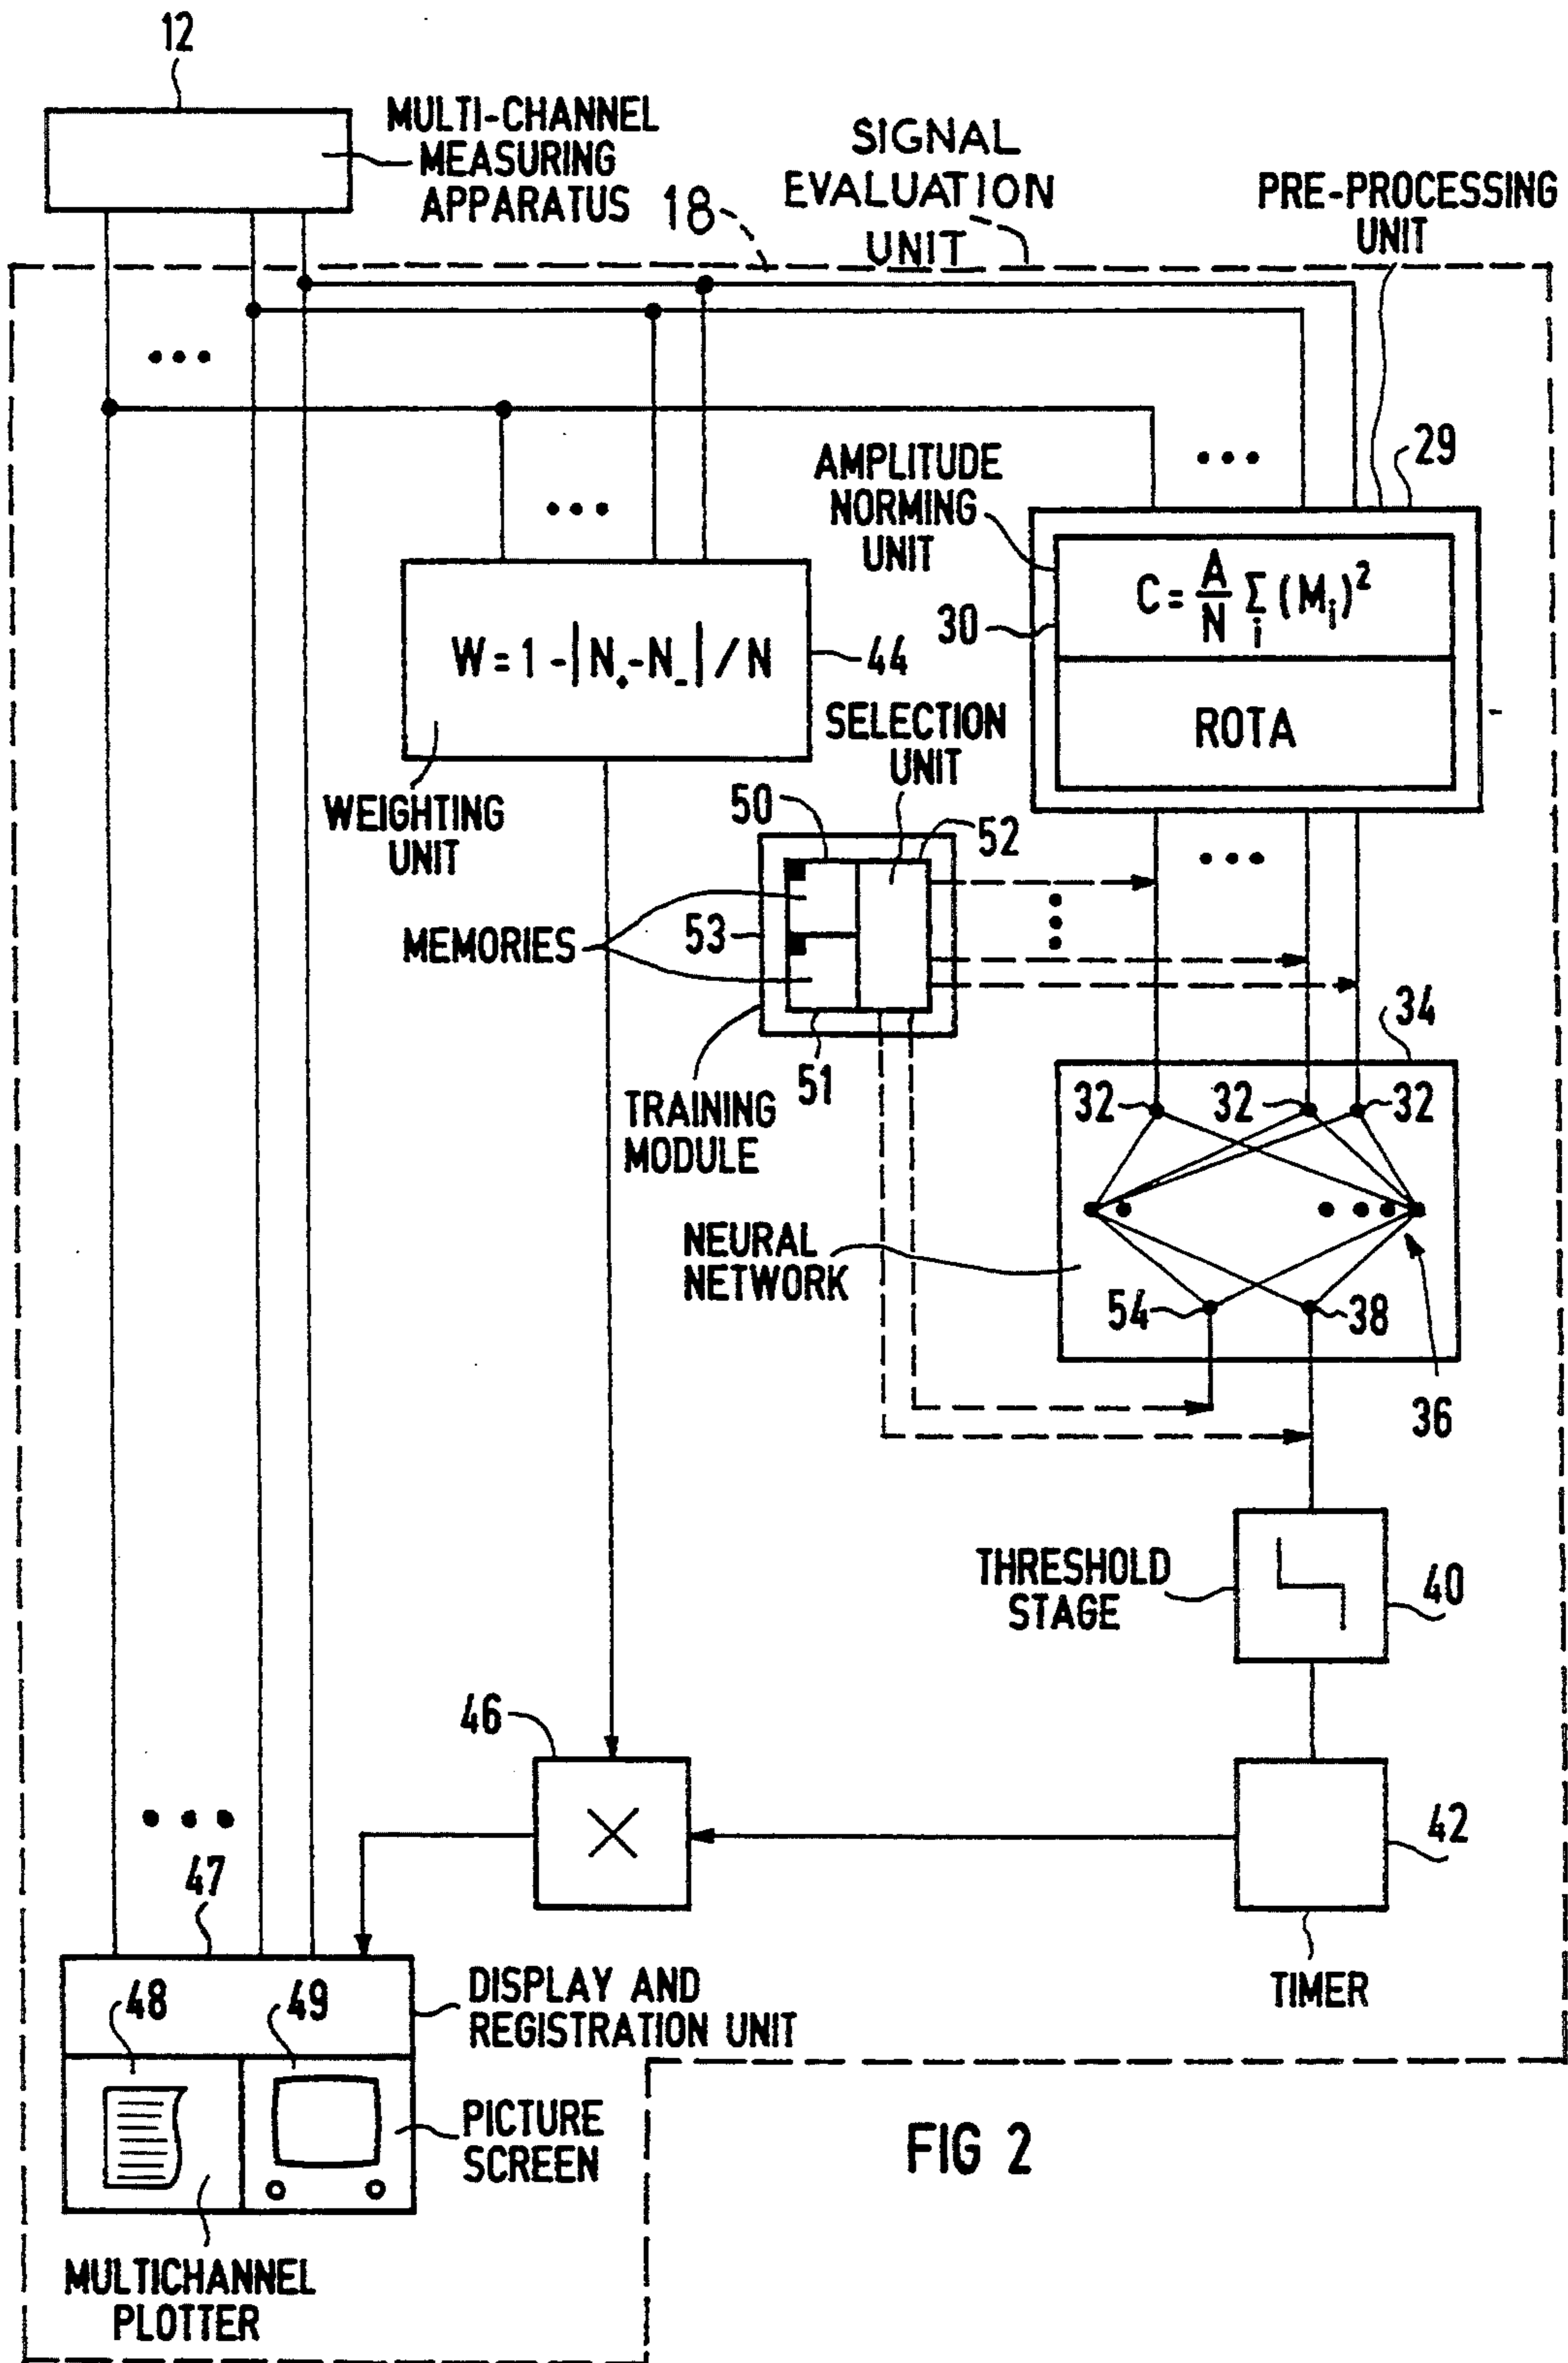 12
MULTI-CHANNEL
MEASURING
APPARATUS
18
SIGNAL
EVALUATION
UNIT
PRE-PROCESSING
UNIT
AMPLITUDE
NORMING
UNIT
29
30
C = A/N Σi (Mi)²
ROTA
W = 1 - |N+ - N-| / N
44
WEIGHTING
UNIT
SELECTION
UNIT
50
52
MEMORIES
53
51
TRAINING
MODULE
34
32
32
32
NEURAL
NETWORK
54
38
36
THRESHOLD
STAGE
40
46
42
TIMER
47
48
49
DISPLAY AND
REGISTRATION UNIT
PICTURE
SCREEN
MULTICHANNEL
PLOTTER
FIG 2